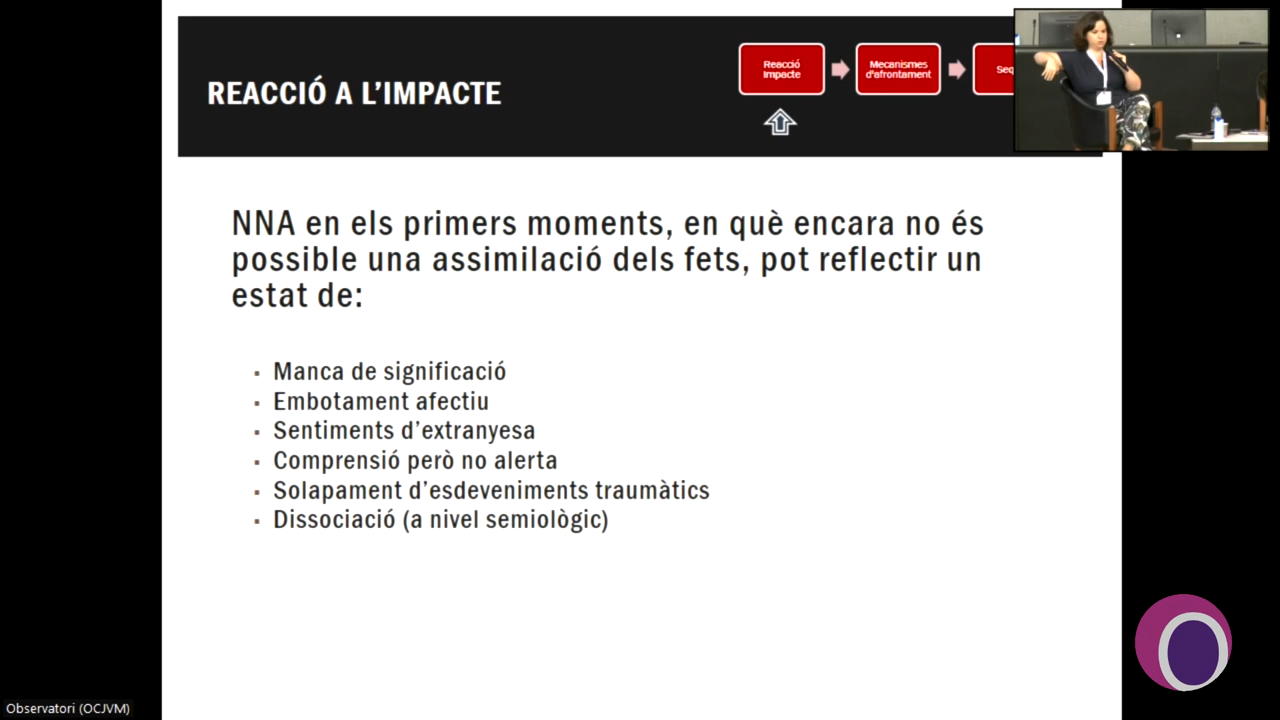 REACCIÓ A L’IMPACTE
Reacció
Impacte
Mecanismes
d'afrontament
NNA en els primers moments, en què encara no és
possible una assimilació dels fets, pot reflectir un
estat de:
▪ Manca de significació
▪ Embotament afectiu
▪ Sentiments d’extranyesa
▪ Comprensió però no alerta
▪ Solapament d’esdeveniments traumàtics
▪ Dissociació (a nivell semiològic)
Observatori (OCJVM)